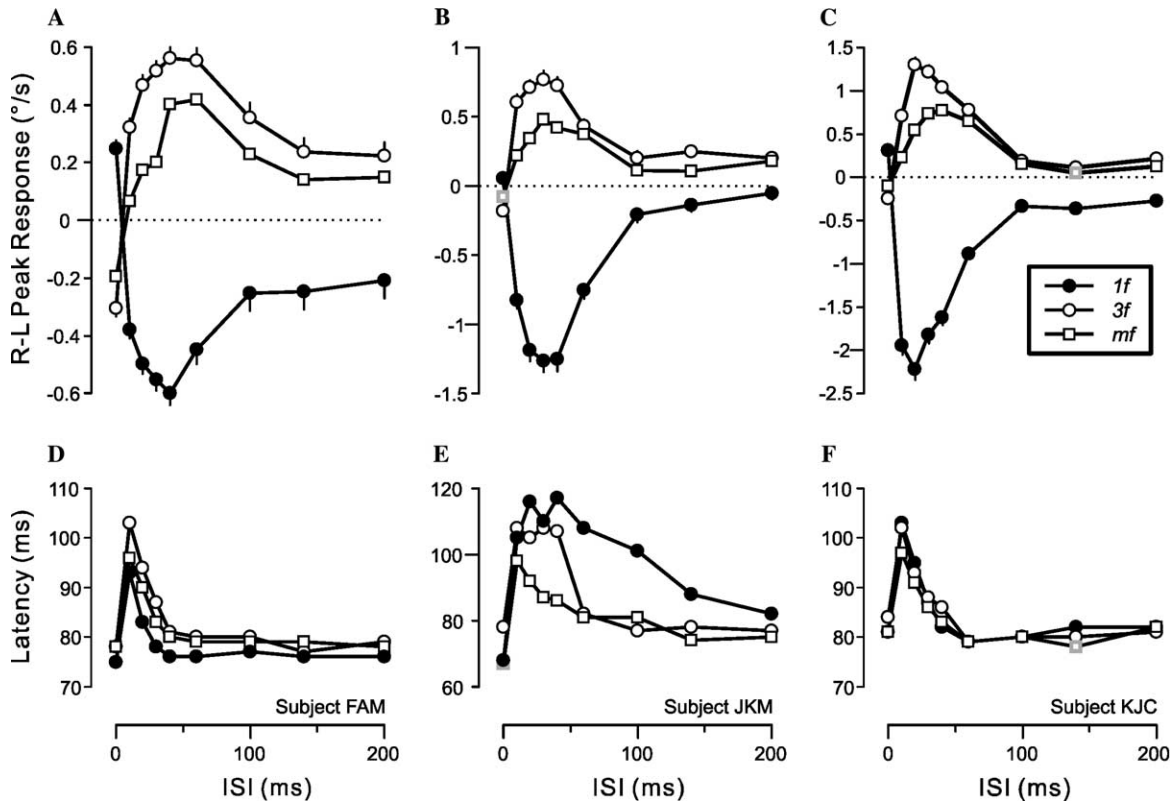 A
B
C
R-L Peak Response (°/s)
0.6
0.4
0.2
0
-0.2
-0.4
-0.6
1
0.5
0
-0.5
-1
-1.5
1.5
1
0.5
0
-0.5
-1
-1.5
-2
-2.5
1f
3f
mf
D
E
F
Latency (ms)
110
100
90
80
70
120
100
80
60
110
100
90
80
70
Subject FAM
Subject JKM
Subject KJC
0 100 200
0 100 200
0 100 200
ISI (ms)
ISI (ms)
ISI (ms)